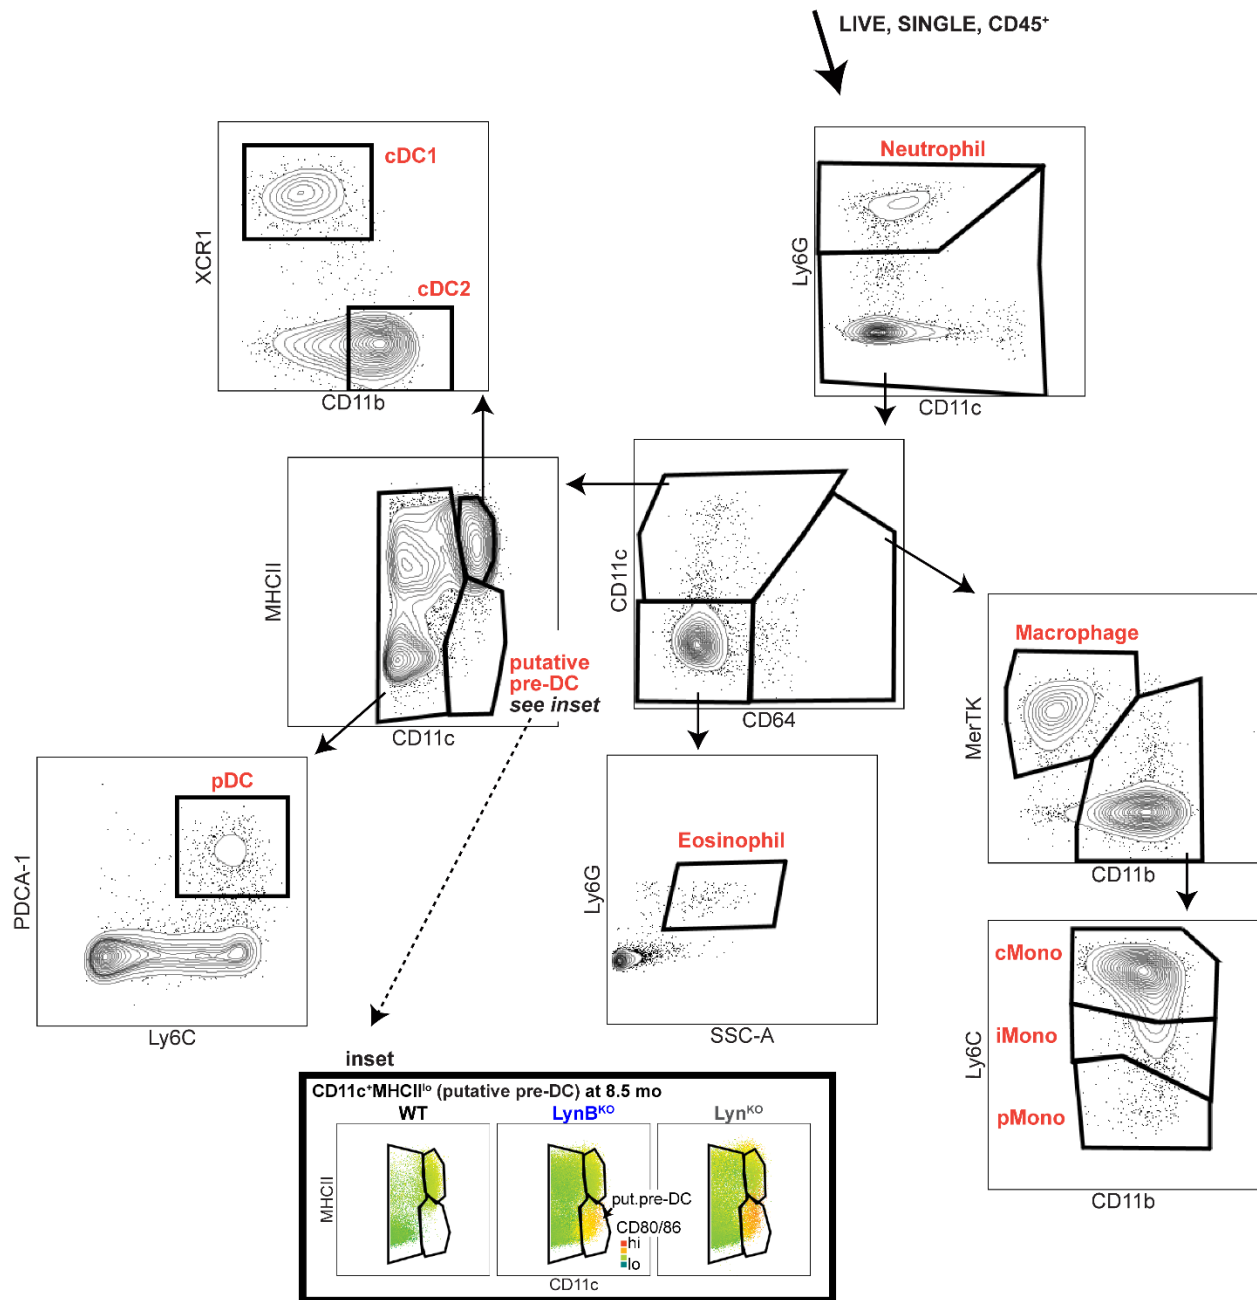 LIVE, SINGLE, CD45⁺
cDC1
cDC2
XCR1
CD11b
Neutrophil
Ly6G
CD11c
MHCII
CD11c
putative
pre-DC
see inset
CD11c
CD64
Macrophage
MerTK
CD11b
pDC
PDCA-1
Ly6C
Eosinophil
Ly6G
SSC-A
cMono
iMono
pMono
Ly6C
CD11b
inset
CD11c⁺MHCIIˡᵒ (putative pre-DC) at 8.5 mo
WT
LynBᴷᴼ
Lynᴷᴼ
MHCII
put.pre-DC
CD80/86
hi
lo
CD11c